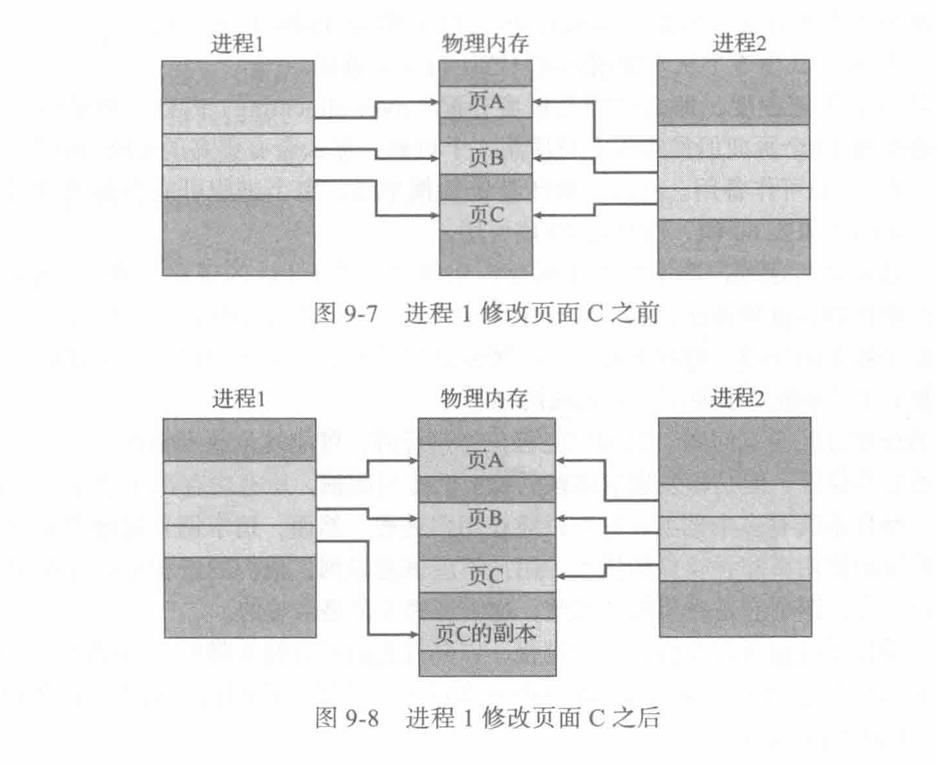 进程1 物理内存 进程2
页A
页B
页C
图 9-7 进程 1 修改页面 C 之前
进程1 物理内存 进程2
页A
页B
页C
页C的副本
图 9-8 进程 1 修改页面 C 之后